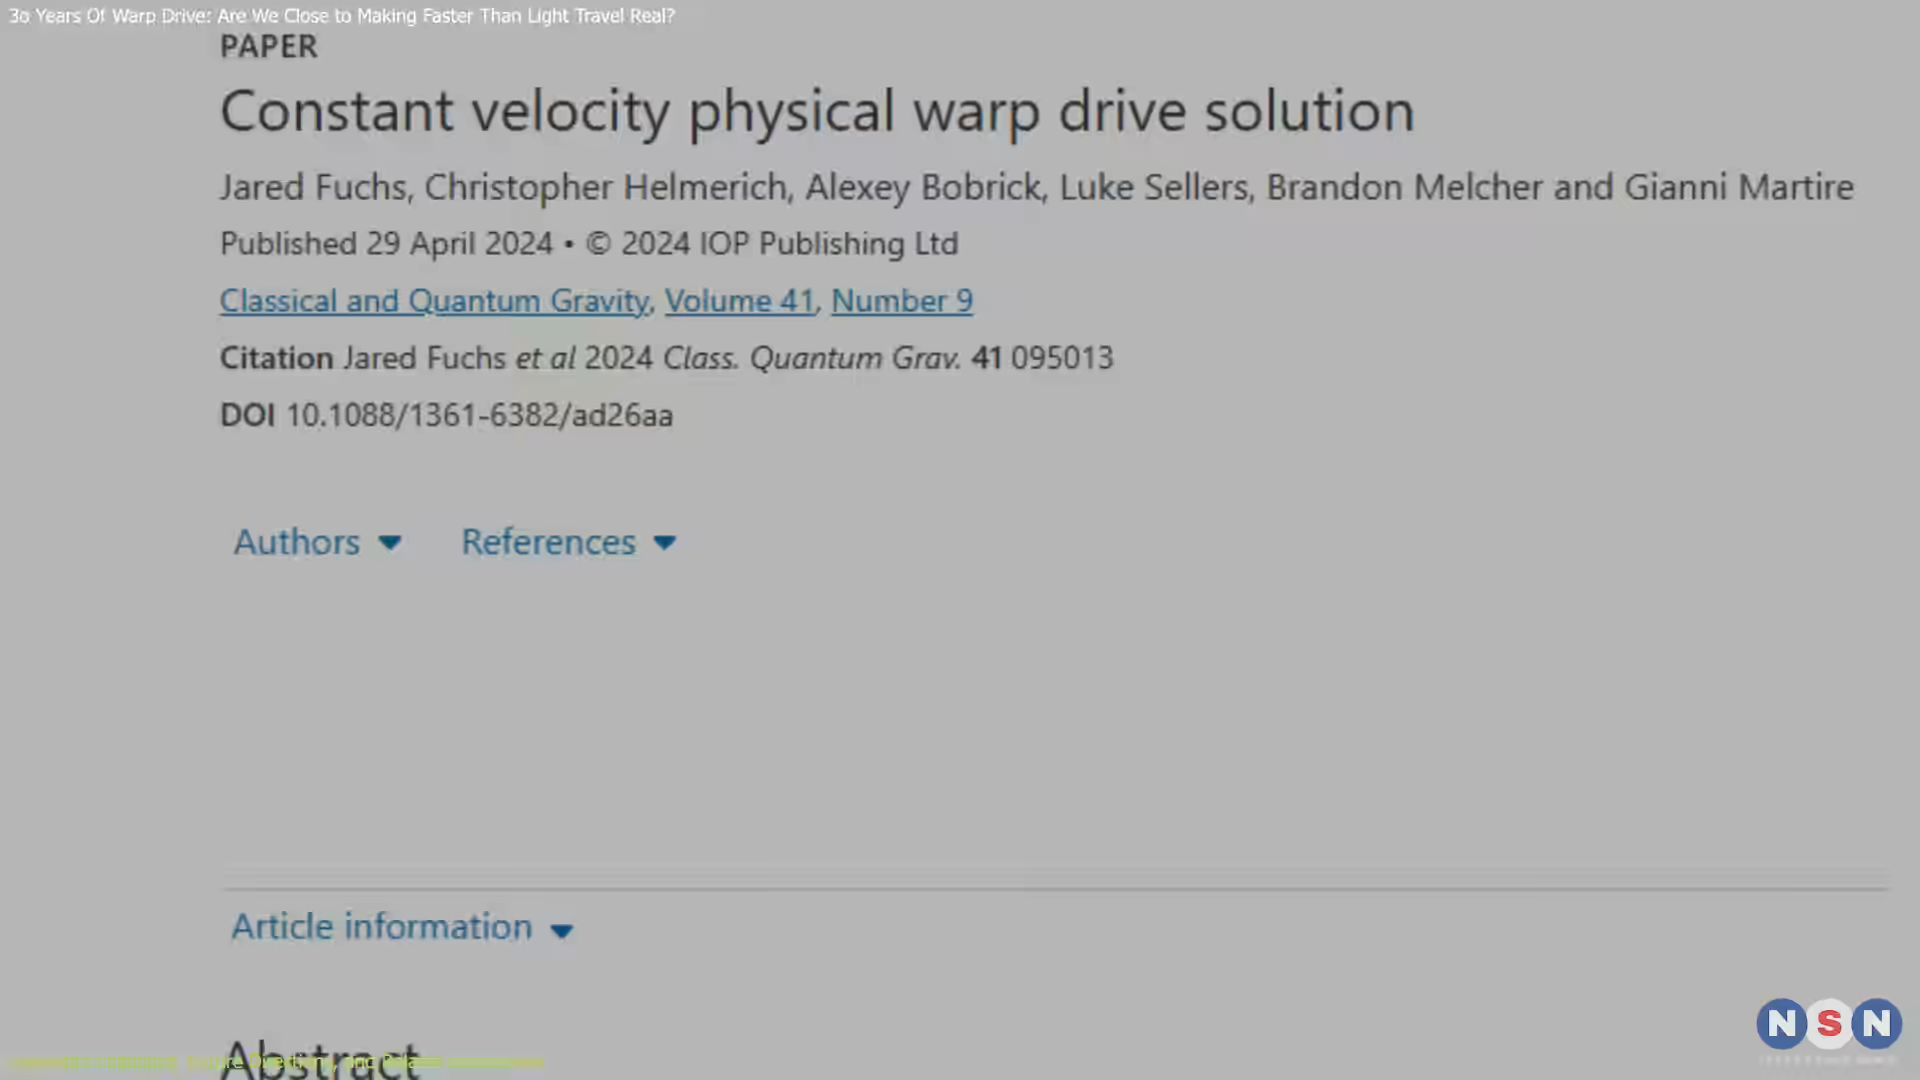 3o Years Of Warp Drive: Are We Close to Making Faster Than Light Travel Real?
PAPER
Constant velocity physical warp drive solution
Jared Fuchs, Christopher Helmerich, Alexey Bobrick, Luke Sellers, Brandon Melcher and Gianni Martire
Published 29 April 2024 • © 2024 IOP Publishing Ltd
Classical and Quantum Gravity, Volume 41, Number 9
Citation Jared Fuchs et al 2024 Class. Quantum Grav. 41 095013
DOI 10.1088/1361-6382/ad26aa
Authors References
Article information
Abstract
NSN